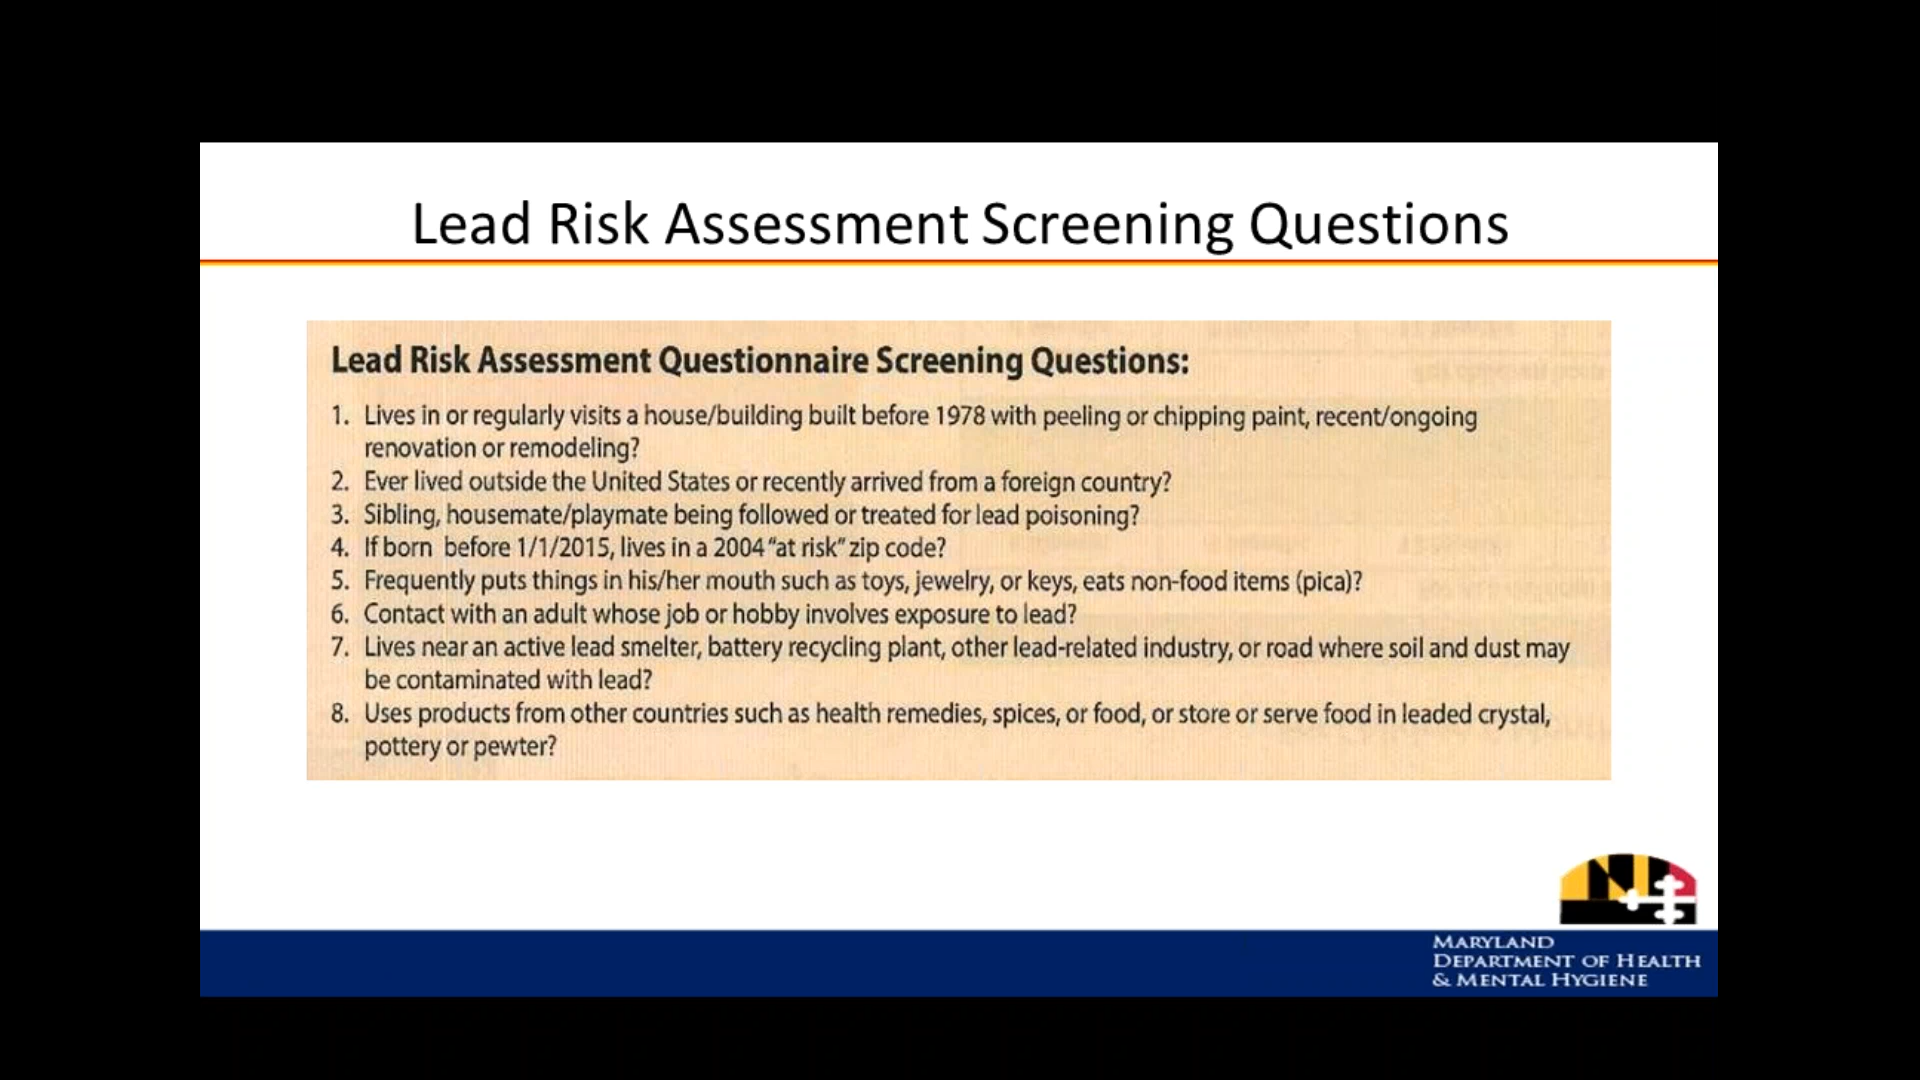 Lead Risk Assessment Screening Questions
Lead Risk Assessment Questionnaire Screening Questions:
1. Lives in or regularly visits a house/building built before 1978 with peeling or chipping paint, recent/ongoing
renovation or remodeling?
2. Ever lived outside the United States or recently arrived from a foreign country?
3. Sibling, housemate/playmate being followed or treated for lead poisoning?
4. If born before 1/1/2015, lives in a 2004 “at risk” zip code?
5. Frequently puts things in his/her mouth such as toys, jewelry, or keys, eats non-food items (pica)?
6. Contact with an adult whose job or hobby involves exposure to lead?
7. Lives near an active lead smelter, battery recycling plant, other lead-related industry, or road where soil and dust may
be contaminated with lead?
8. Uses products from other countries such as health remedies, spices, or food, or store or serve food in leaded crystal,
pottery or pewter?
MARYLAND
DEPARTMENT OF HEALTH
& MENTAL HYGIENE